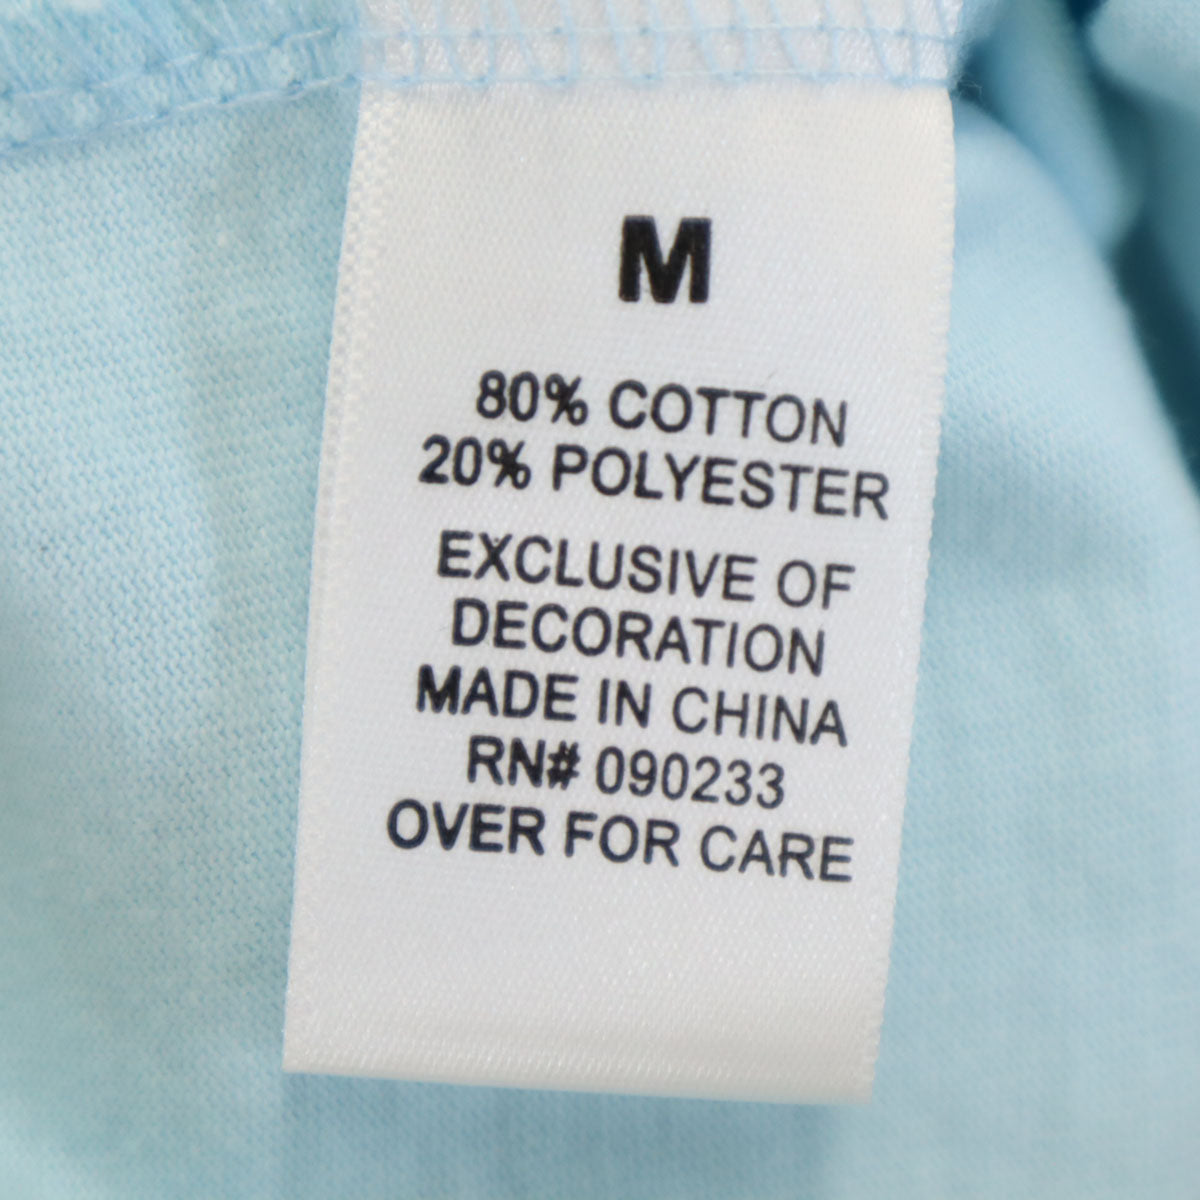 M
80% COTTON
20% POLYESTER
EXCLUSIVE OF
DECORATION
MADE IN CHINA
RN# 090233
OVER FOR CARE